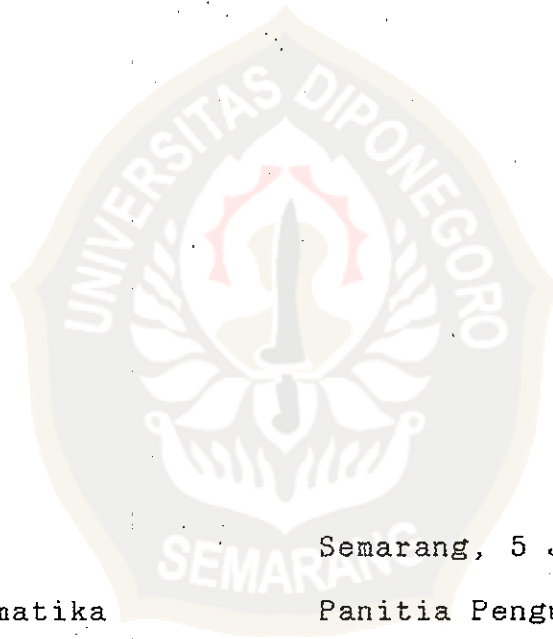 UNIVERSITAS DIPONEGORO
SEMARANG
Semarang, 5
matika
Panitia Pengu